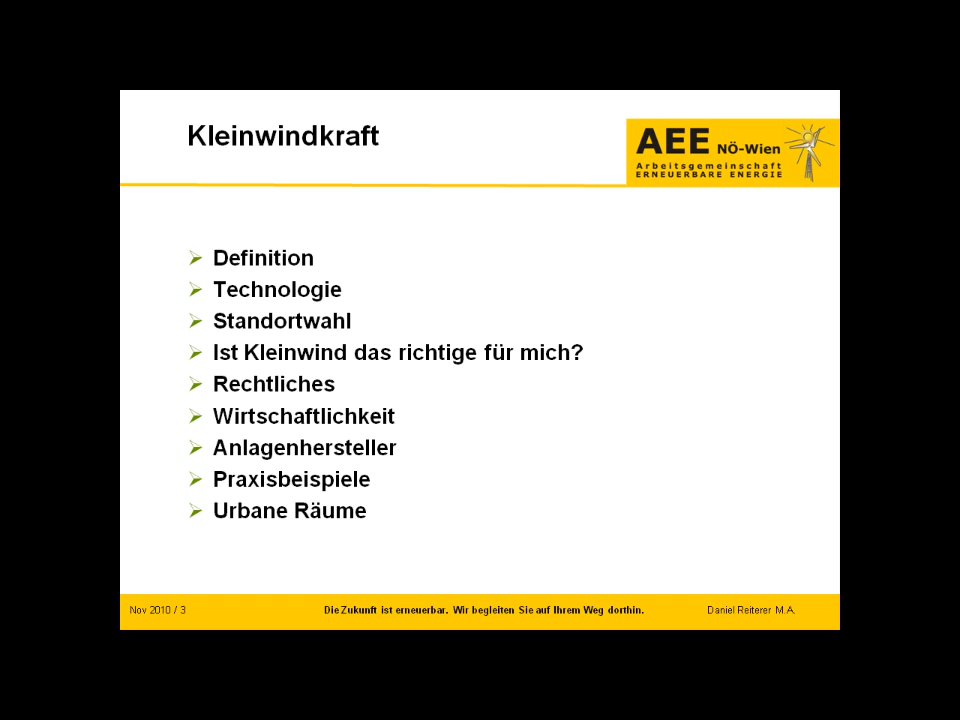 Kleinwindkraft
AEE NÖ-Wien
Arbeitsgemeinschaft
ERNEUERBARE ENERGIE
Definition
Technologie
Standortwahl
Ist Kleinwind das richtige für mich?
Rechtliches
Wirtschaftlichkeit
Anlagenhersteller
Praxisbeispiele
Urbane Räume
Nov 2010 / 3 Die Zukunft ist erneuerbar. Wir begleiten Sie auf Ihrem Weg dorthin. Daniel Reiterer M.A.